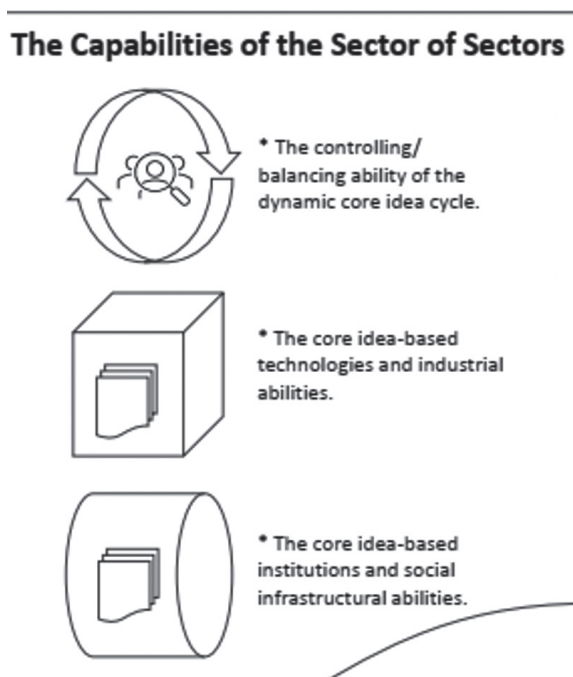 The Capabilities of the Sector of Sectors
* The controlling/
balancing ability of the
dynamic core idea cycle.
* The core idea-based
technologies and industrial
abilities.
* The core idea-based
institutions and social
infrastructural abilities.